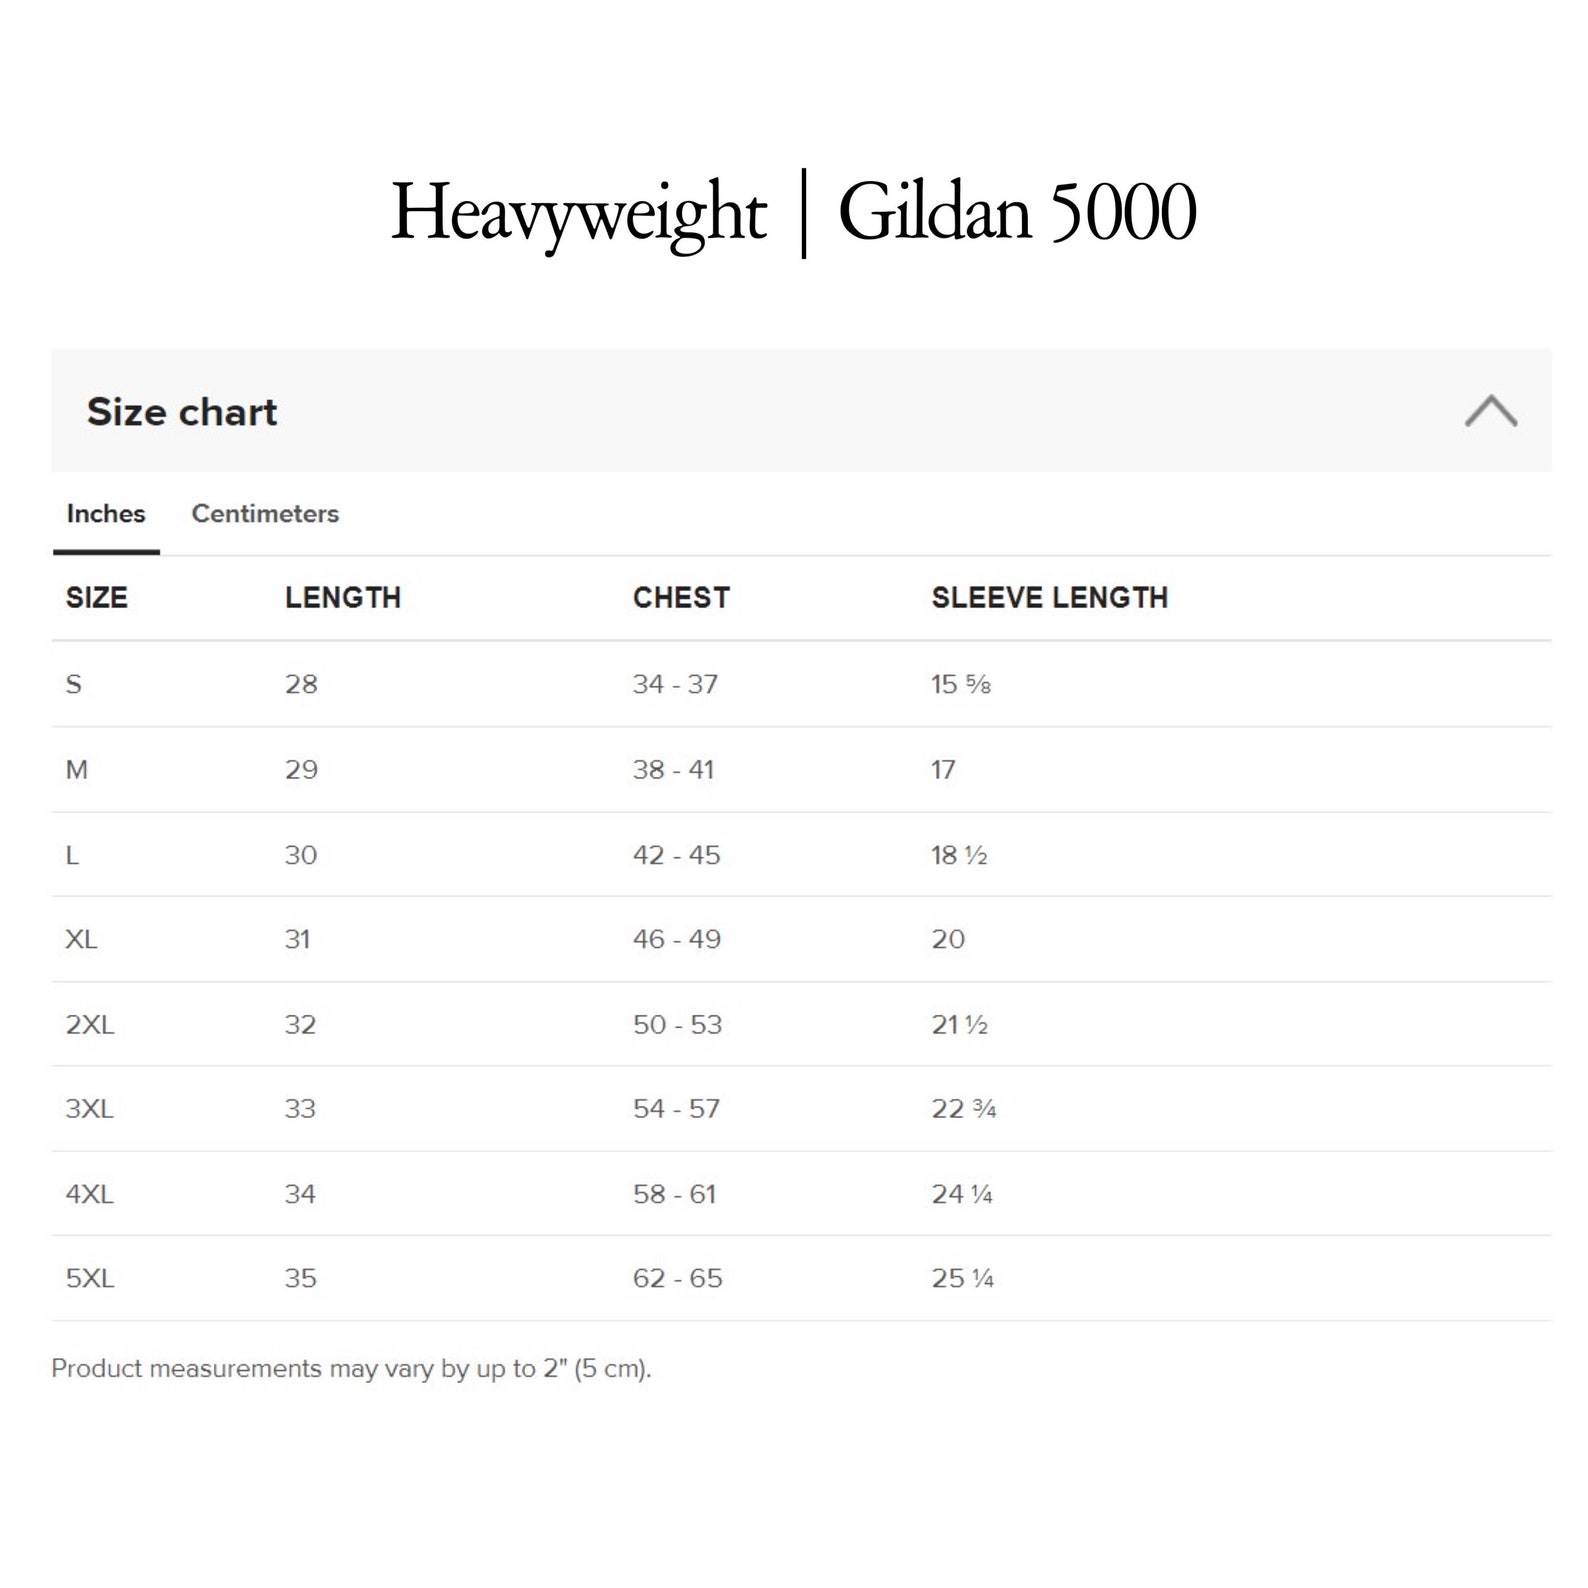 Heavyweight | Gildan 5000
Size chart
Inches Centimeters
SIZE LENGTH CHEST SLEEVE LENGTH
S 28 34 - 37 15 ⅝
M 29 38 - 41 17
L 30 42 - 45 18 ½
XL 31 46 - 49 20
2XL 32 50 - 53 21 ½
3XL 33 54 - 57 22 ¾
4XL 34 58 - 61 24 ¼
5XL 35 62 - 65 25 ¼
Product measurements may vary by up to 2" (5 cm).